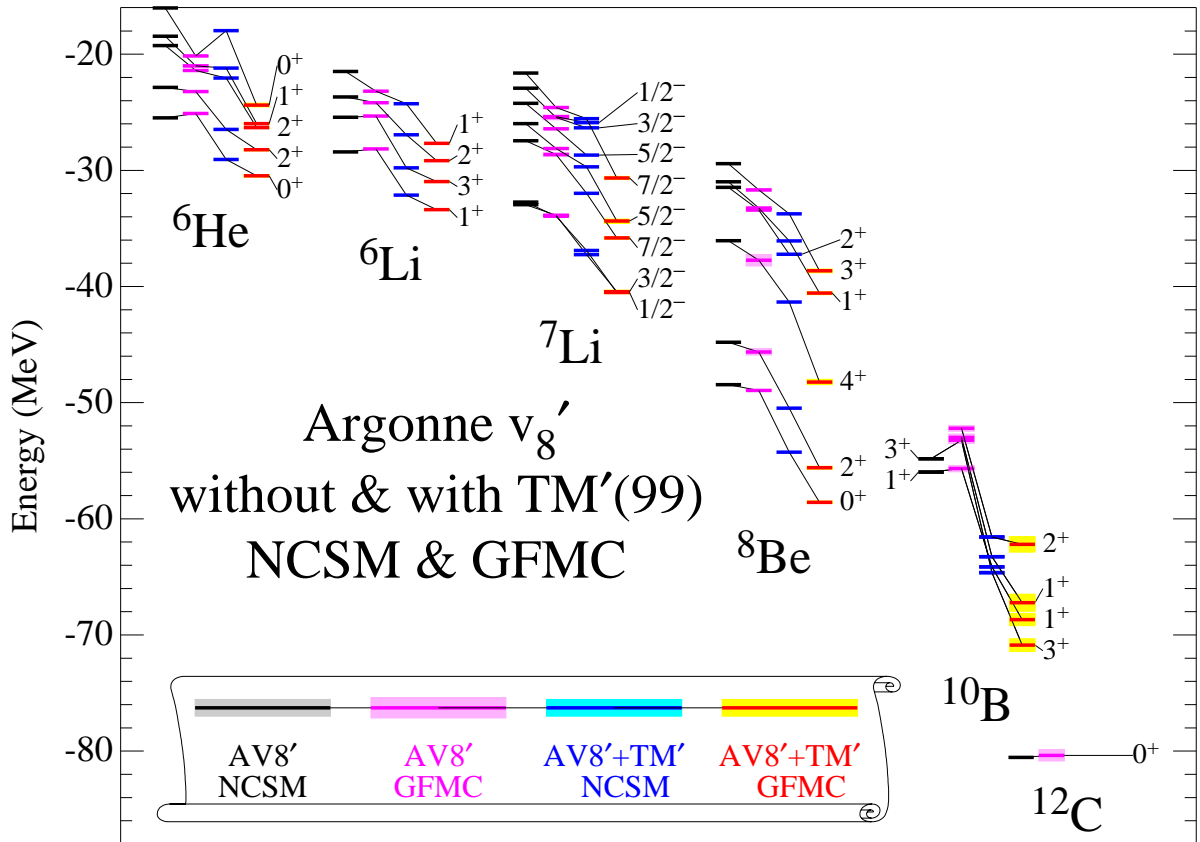 Energy (MeV)
-20
-30
-40
-50
-60
-70
-80
0⁺
1⁺
2⁺
2⁺
0⁺
⁶He
1⁺
2⁺
3⁺
1⁺
⁶Li
1/2⁻
3/2⁻
5/2⁻
7/2⁻
5/2⁻
7/2⁻
3/2⁻
1/2⁻
⁷Li
2⁺
3⁺
1⁺
4⁺
2⁺
0⁺
⁸Be
3⁺
1⁺
2⁺
1⁺
1⁺
3⁺
¹⁰B
0⁺
¹²C
Argonne v₈′
without & with TM′(99)
NCSM & GFMC
AV8′
NCSM
AV8′
GFMC
AV8′+TM′
NCSM
AV8′+TM′
GFMC